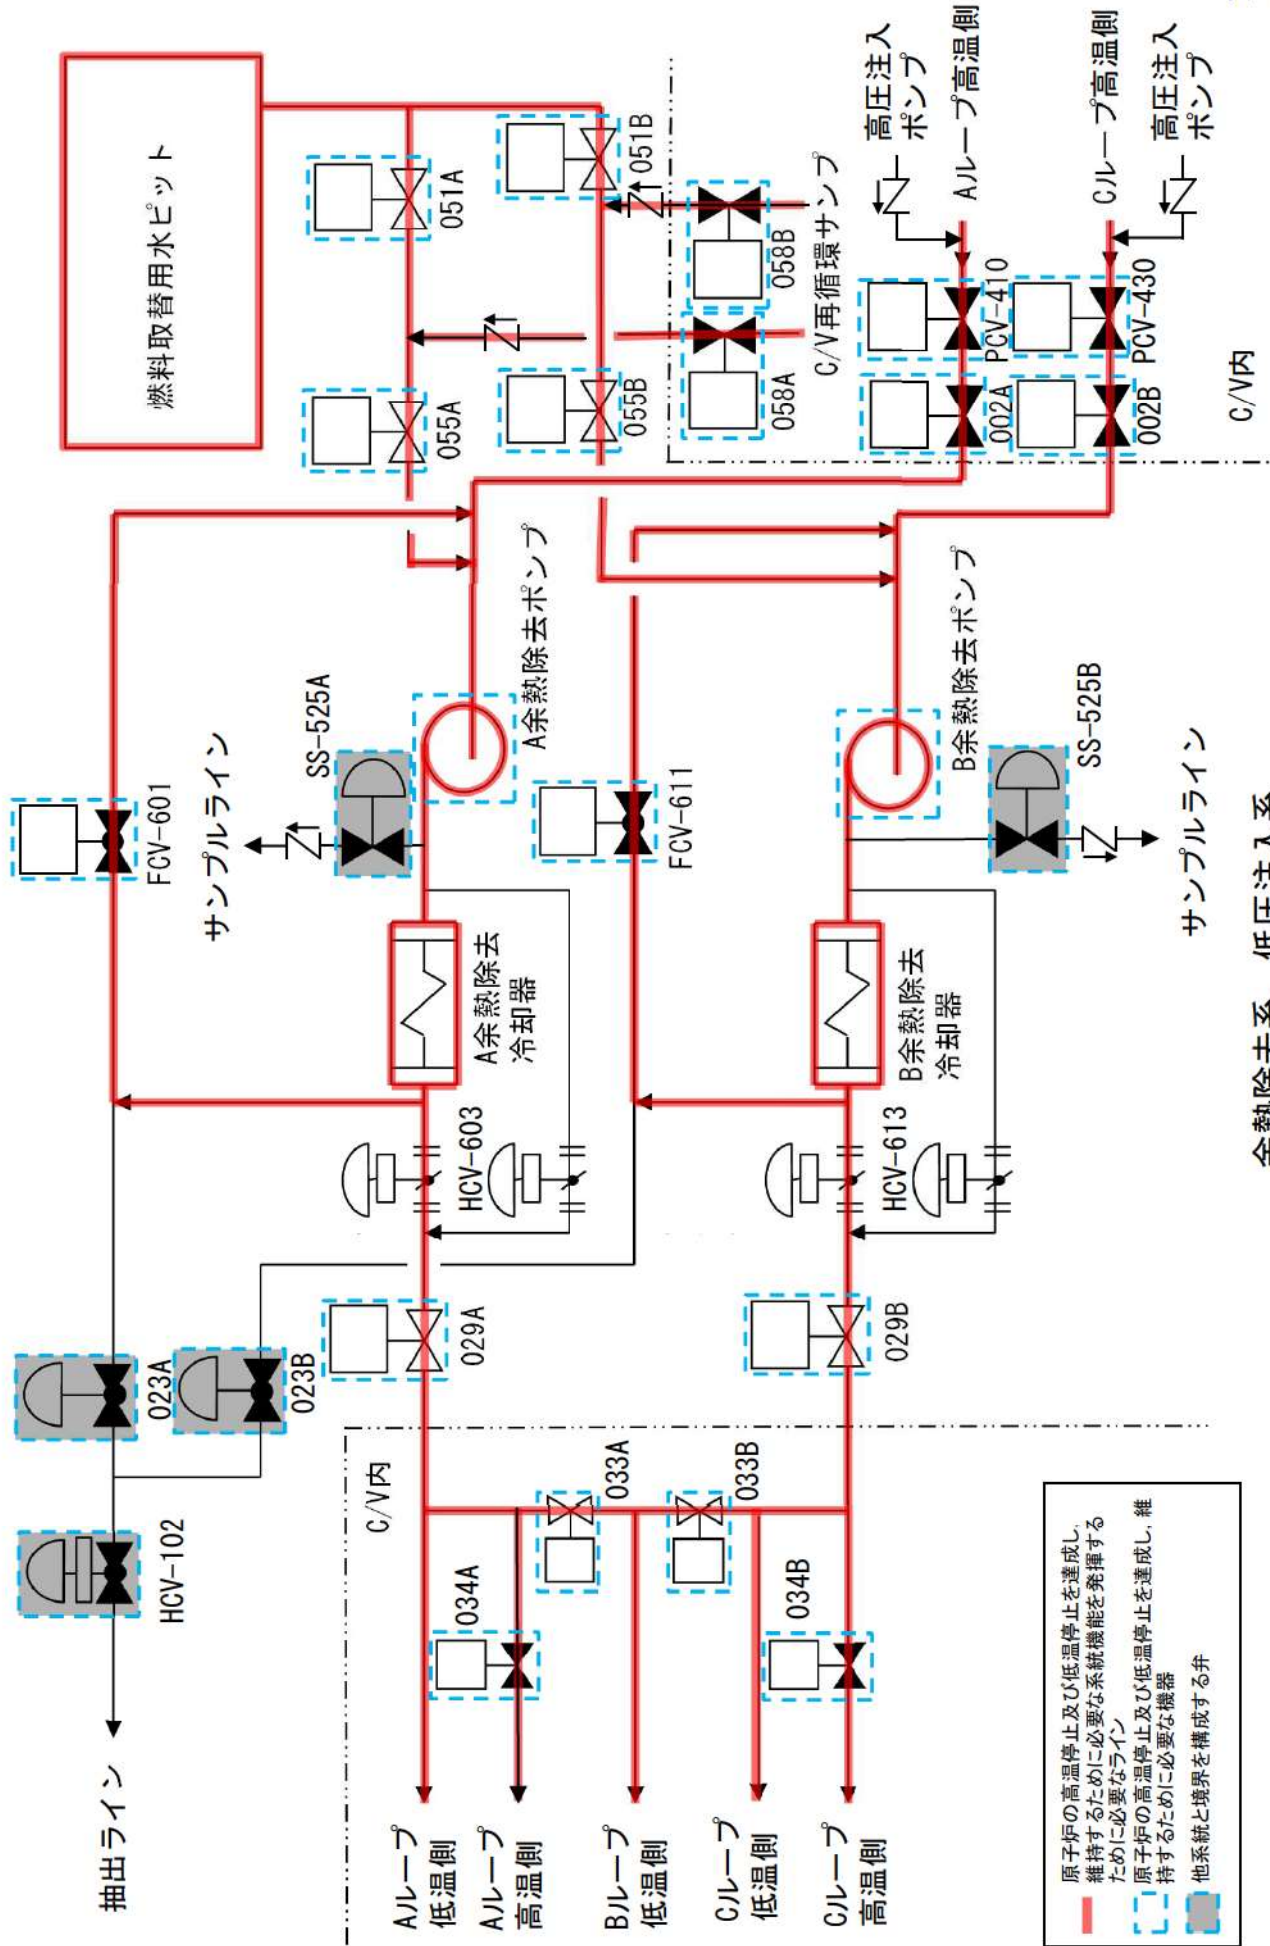 燃料取替用水ピット
抽出ライン
HCV-102
023A
023B
FCV-601
サンプルライン
SS-525A
C/V内
029A
HCV-603
A余熱除去
冷却器
A余熱除去ポンプ
055A
051A
Aループ
低温側
Aループ
高温側
034A
033A
Bループ
低温側
033B
FCV-611
055B
051B
Cループ
低温側
Cループ
高温側
034B
029B
HCV-613
B余熱除去
冷却器
B余熱除去ポンプ
058A
058B
C/V再循環サンプ
高圧注入
ポンプ
002A
PCV-410
Aループ高温側
SS-525B
サンプルライン
002B
PCV-430
Cループ高温側
高圧注入
ポンプ
C/V内
原子炉の高温停止及び低温停止を達成し,
維持するために必要な系統機能を発揮する
ために必要なライン
原子炉の高温停止及び低温停止を達成し, 維
持するために必要な機器
他系統と境界を構成する弁
余熱除去系 低圧注入系